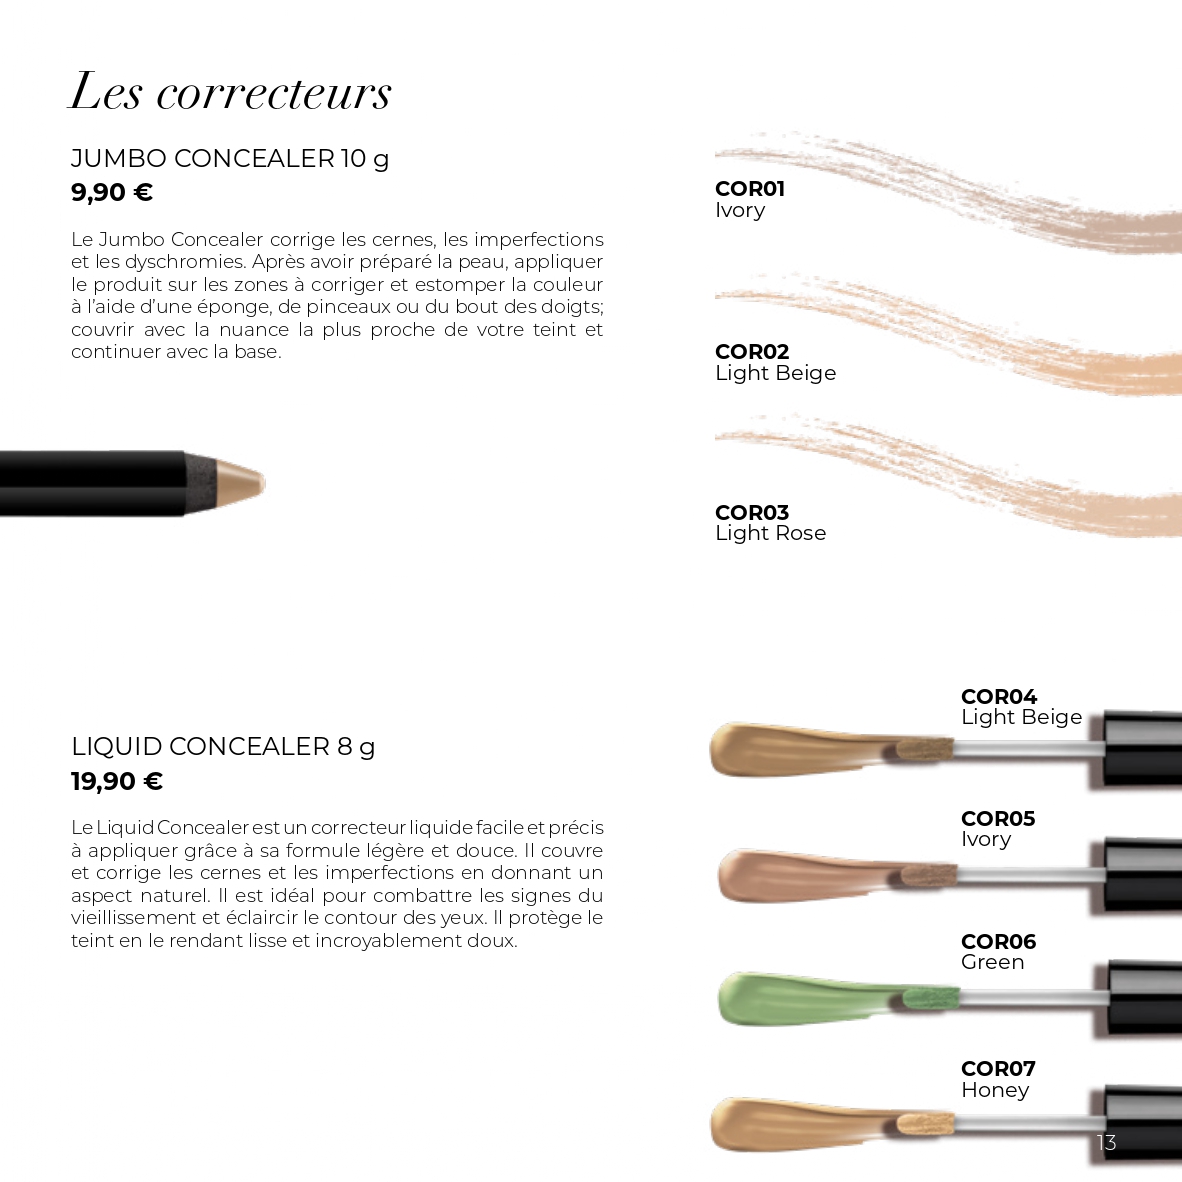 Les correcteurs
JUMBO CONCEALER 10 g
9,90 €
Le Jumbo Concealer corrige les cernes, les imperfections
et les dyschromies. Après avoir préparé la peau, appliquer
le produit sur les zones à corriger et estomper la couleur
à l’aide d’une éponge, de pinceaux ou du bout des doigts;
couvrir avec la nuance la plus proche de votre teint et
continuer avec la base.
COR01
Ivory
COR02
Light Beige
COR03
Light Rose
LIQUID CONCEALER 8 g
19,90 €
Le Liquid Concealer est un correcteur liquide facile et précis
à appliquer grâce à sa formule légère et douce. Il couvre
et corrige les cernes et les imperfections en donnant un
aspect naturel. Il est idéal pour combattre les signes du
vieillissement et éclaircir le contour des yeux. Il protège le
teint en le rendant lisse et incroyablement doux.
COR04
Light Beige
COR05
Ivory
COR06
Green
COR07
Honey
13